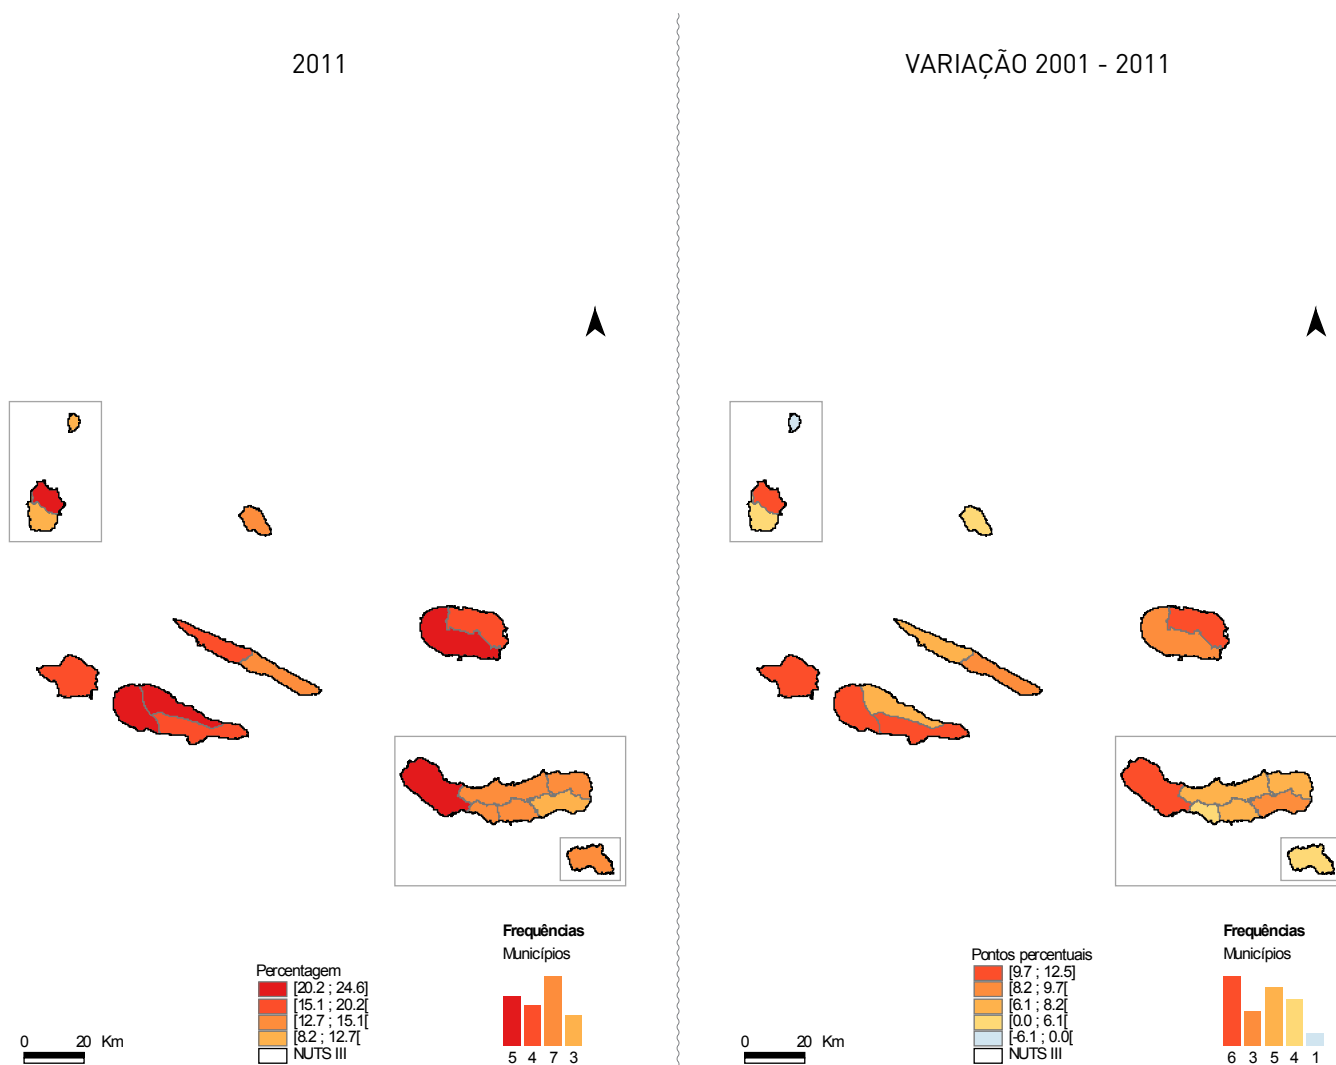 2011
Percentagem
[20.2 ; 24.6]
[15.1 ; 20.2[
[12.7 ; 15.1[
[8.2 ; 12.7[
NUTS III
0 20 Km
Frequências
Municípios
5 4 7 3
VARIAÇÃO 2001 - 2011
Pontos percentuais
[9.7 ; 12.5]
[8.2 ; 9.7[
[6.1 ; 8.2[
[0.0 ; 6.1[
[-6.1 ; 0.0[
NUTS III
0 20 Km
Frequências
Municípios
6 3 5 4 1